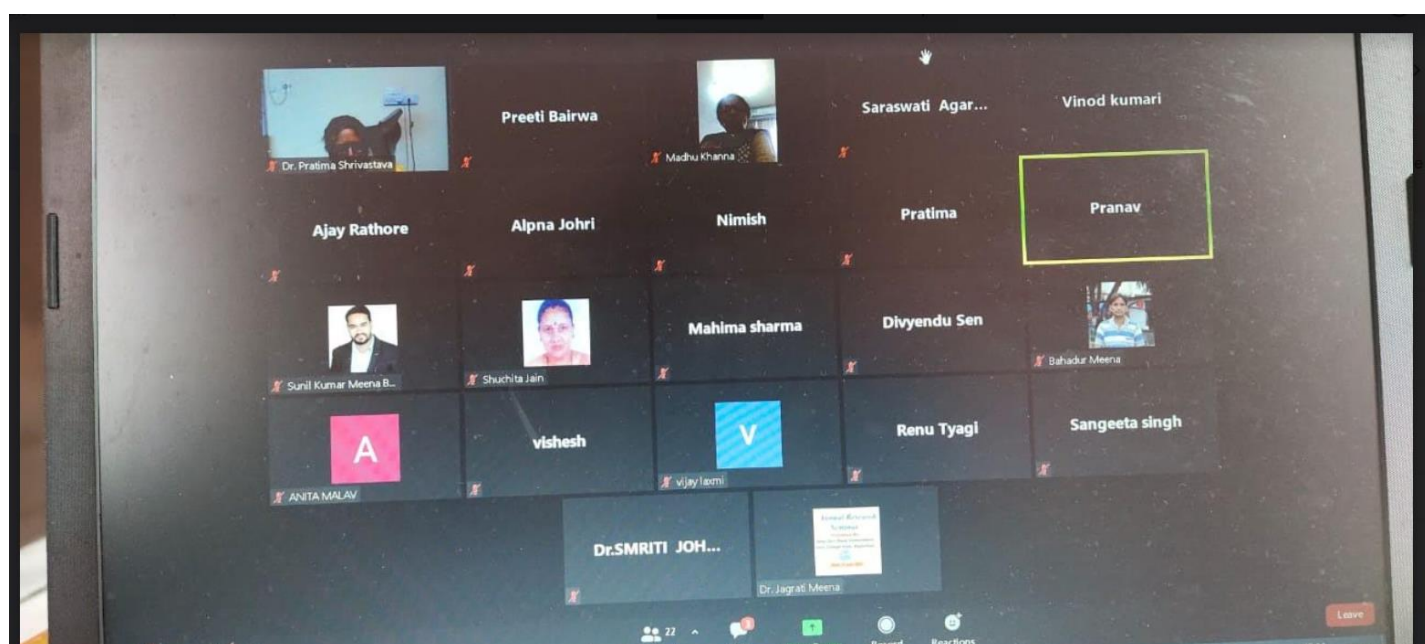 Dr. Pratima Shrivastava
Preeti Bairwa
Madhu Khanna
Saraswati Agar...
Vinod kumari
Ajay Rathore
Alpna Johri
Nimish
Pratima
Pranav
Sunil Kumar Meena B...
Shuchita Jain
Mahima sharma
Divyendu Sen
Bahadur Meena
A
ANITA MALAV
vishesh
V
vijay laxmi
Renu Tyagi
Sangeeta singh
Dr.SMRITI JOH...
Dr. Jagrati Meena
22
3
Reactions
Leave